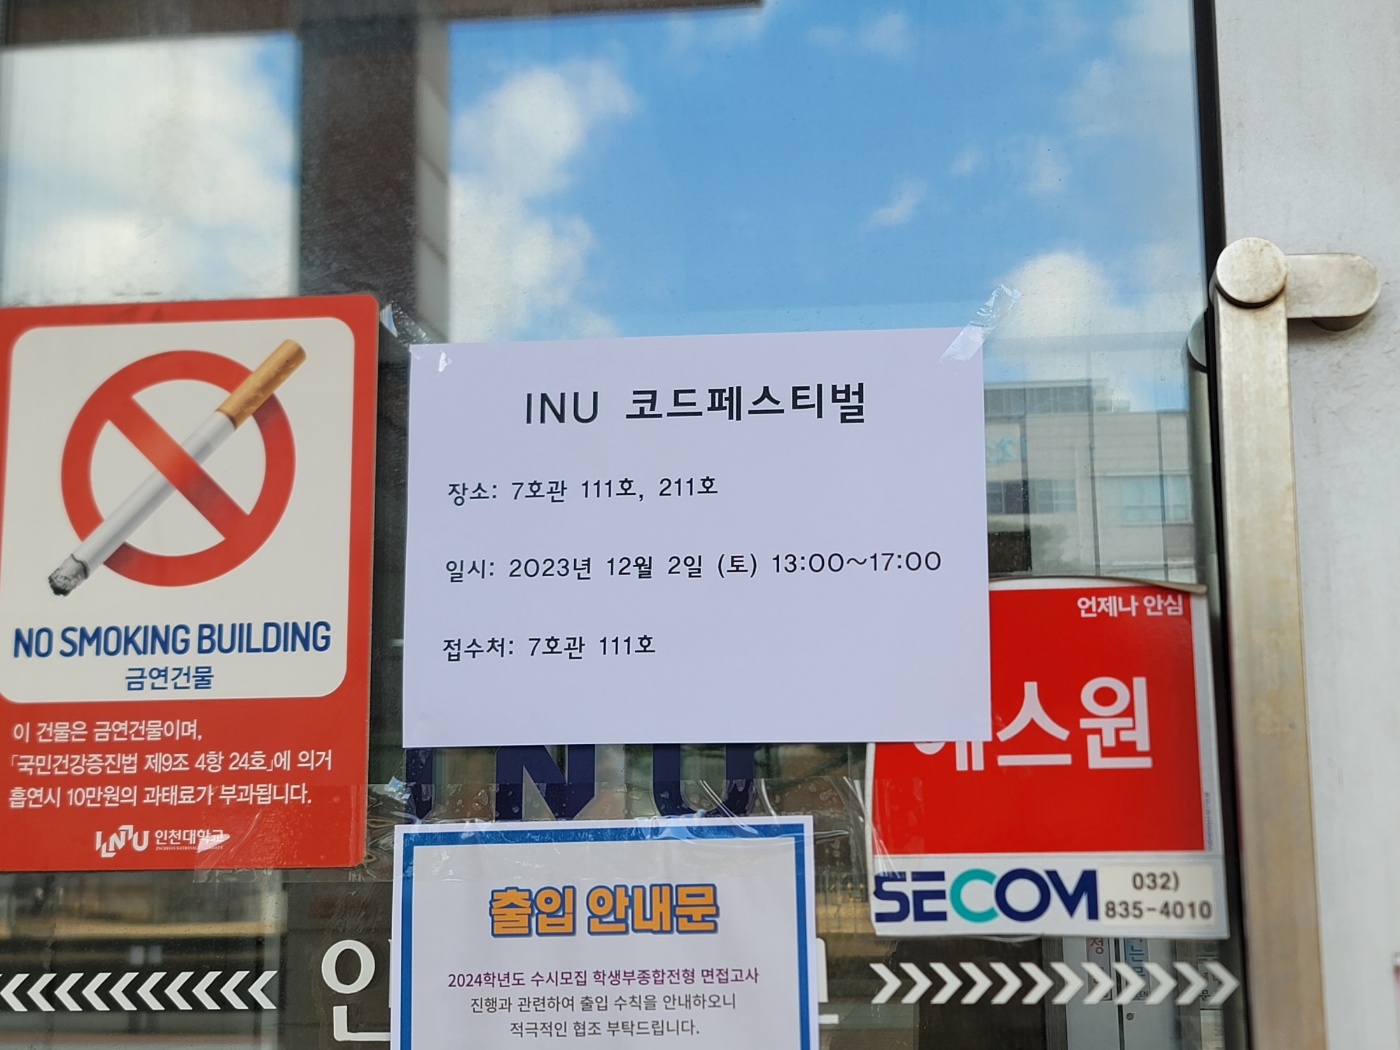 INU 코드페스티벌
장소: 7호관 111호, 211호
일시: 2023년 12월 2일 (토) 13:00~17:00
접수처: 7호관 111호
NO SMOKING BUILDING
금연건물
이 건물은 금연건물이며,
「국민건강증진법 제9조 4항 24호」에 의거
흡연시 10만원의 과태료가 부과됩니다.
INU 인천대학교
언제나 안심
에스원
SECOM 032)
835-4010
INU
출입 안내문
2024학년도 수시모집 학생부종합전형 면접고사
진행과 관련하여 출입 수칙을 안내하오니
적극적인 협조 부탁드립니다.